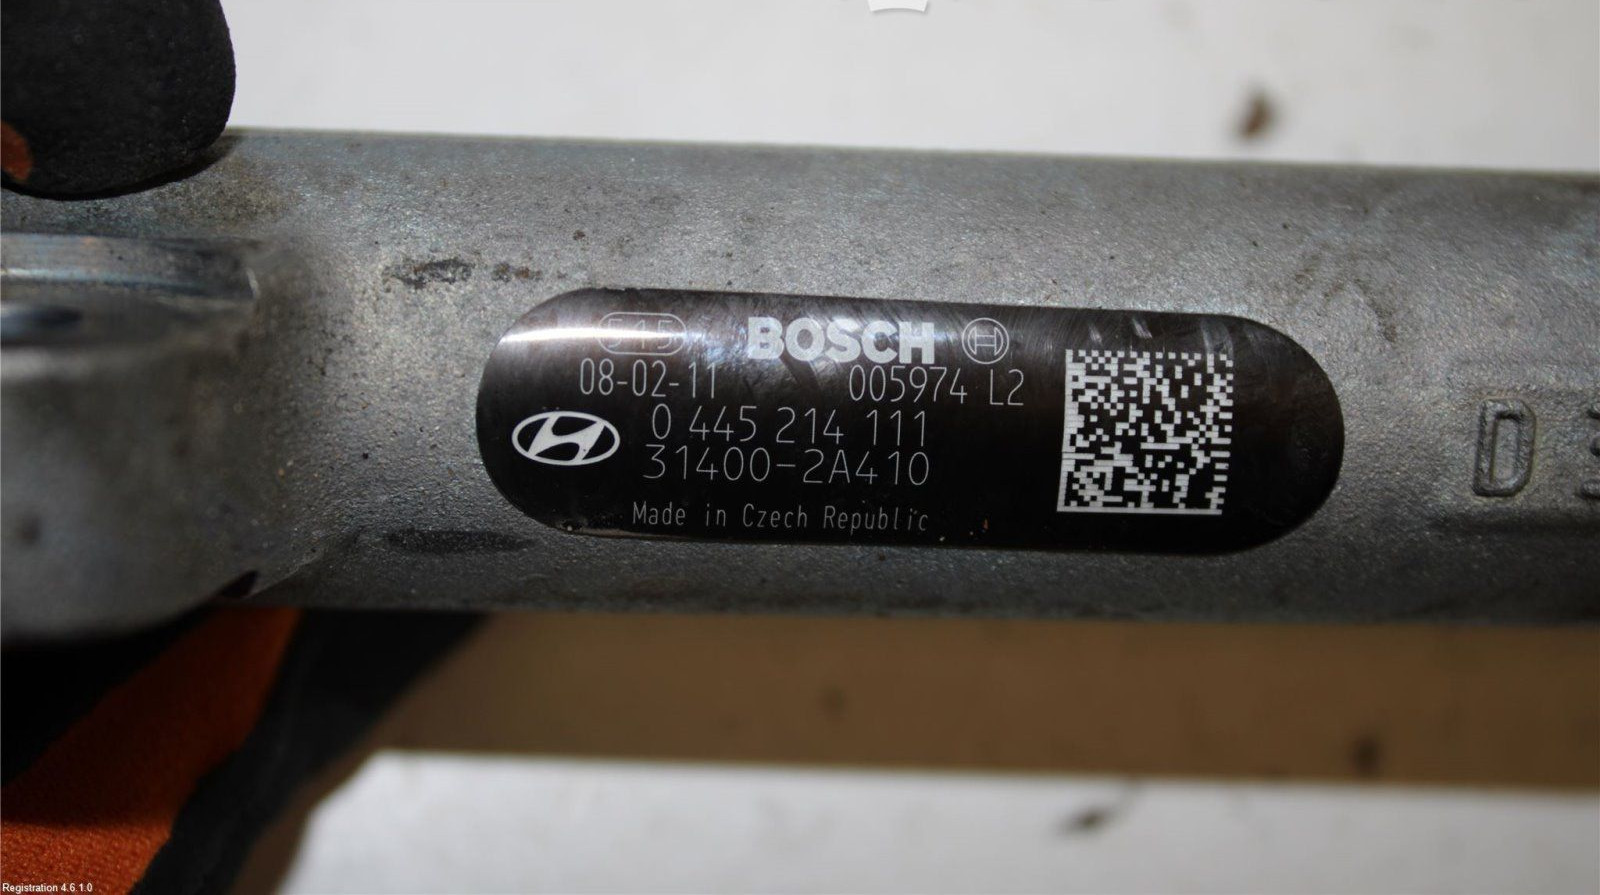 515 BOSCH
08-02-11 005974 L2
0 445 214 111
31400-2A410
Made in Czech Republic
D
Registration 4.6.1.0